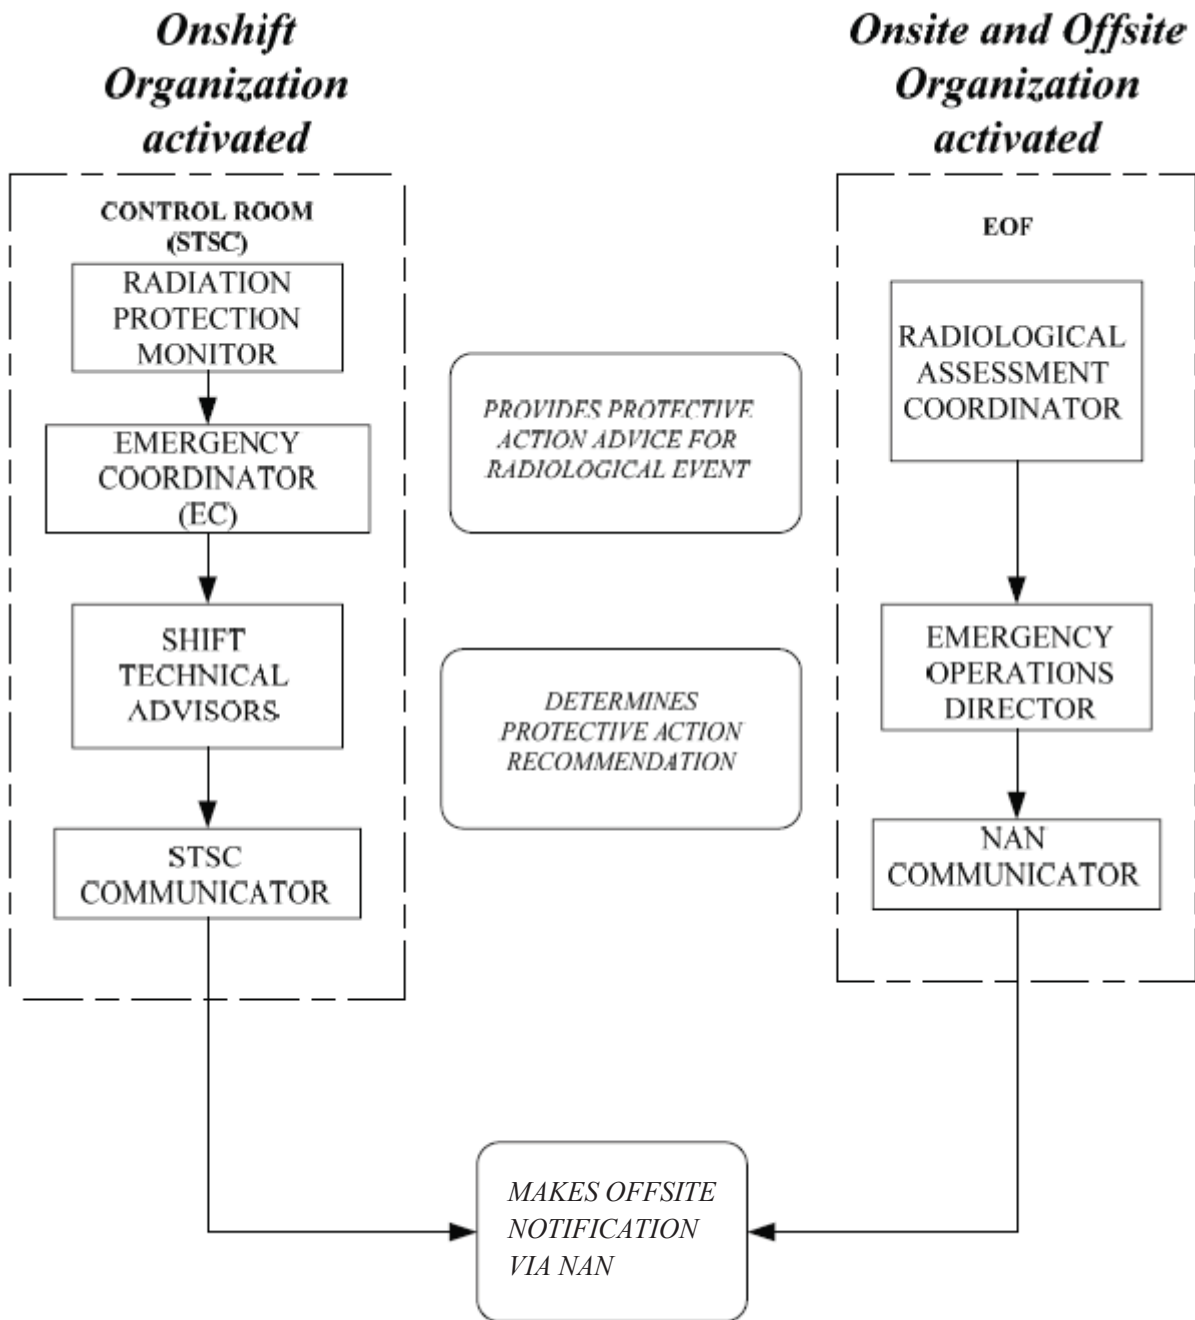 Onshift
Organization
activated
CONTROL ROOM
(STSC)
RADIATION
PROTECTION
MONITOR
EMERGENCY
COORDINATOR
(EC)
SHIFT
TECHNICAL
ADVISORS
STSC
COMMUNICATOR
PROVIDES PROTECTIVE
ACTION ADVICE FOR
RADIOLOGICAL EVENT
DETERMINES
PROTECTIVE ACTION
RECOMMENDATION
Onsite and Offsite
Organization
activated
EOF
RADIOLOGICAL
ASSESSMENT
COORDINATOR
EMERGENCY
OPERATIONS
DIRECTOR
NAN
COMMUNICATOR
MAKES OFFSITE
NOTIFICATION
VIA NAN